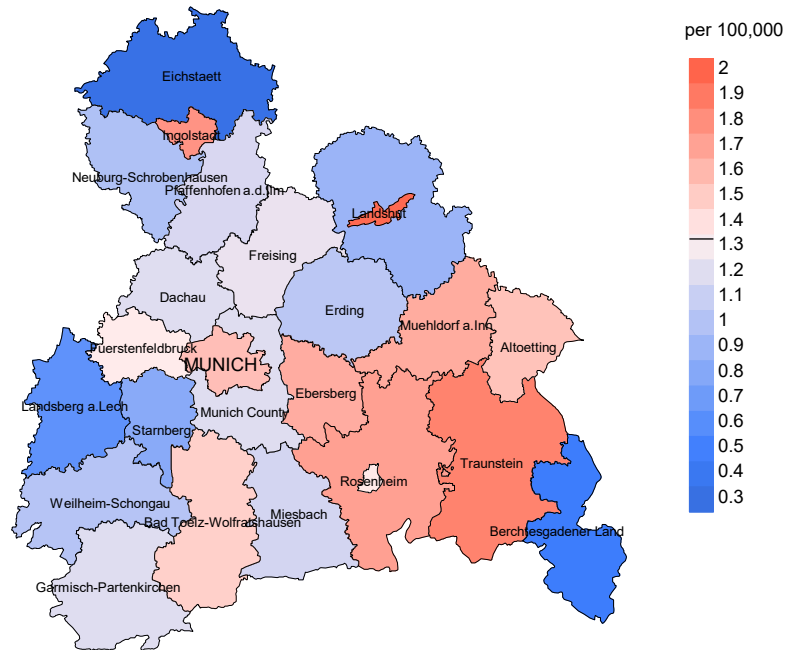 per 100,000
Eichstaett
Ingolstadt
Neuburg-Schrobenhausen
Pfaffenhofen a.d.Ilm
Landshut
Freising
Dachau
Erding
Muehldorf a.Inn
Altoetting
Fuerstenfeldbruck
MUNICH
Ebersberg
Landsberg a.Lech
Munich County
Starnberg
Traunstein
Rosenheim
Weilheim-Schongau
Miesbach
Bad Toelz-Wolfratshausen
Berchtesgadener Land
Garmisch-Partenkirchen
2
1.9
1.8
1.7
1.6
1.5
1.4
1.3
1.2
1.1
1
0.9
0.8
0.7
0.6
0.5
0.4
0.3